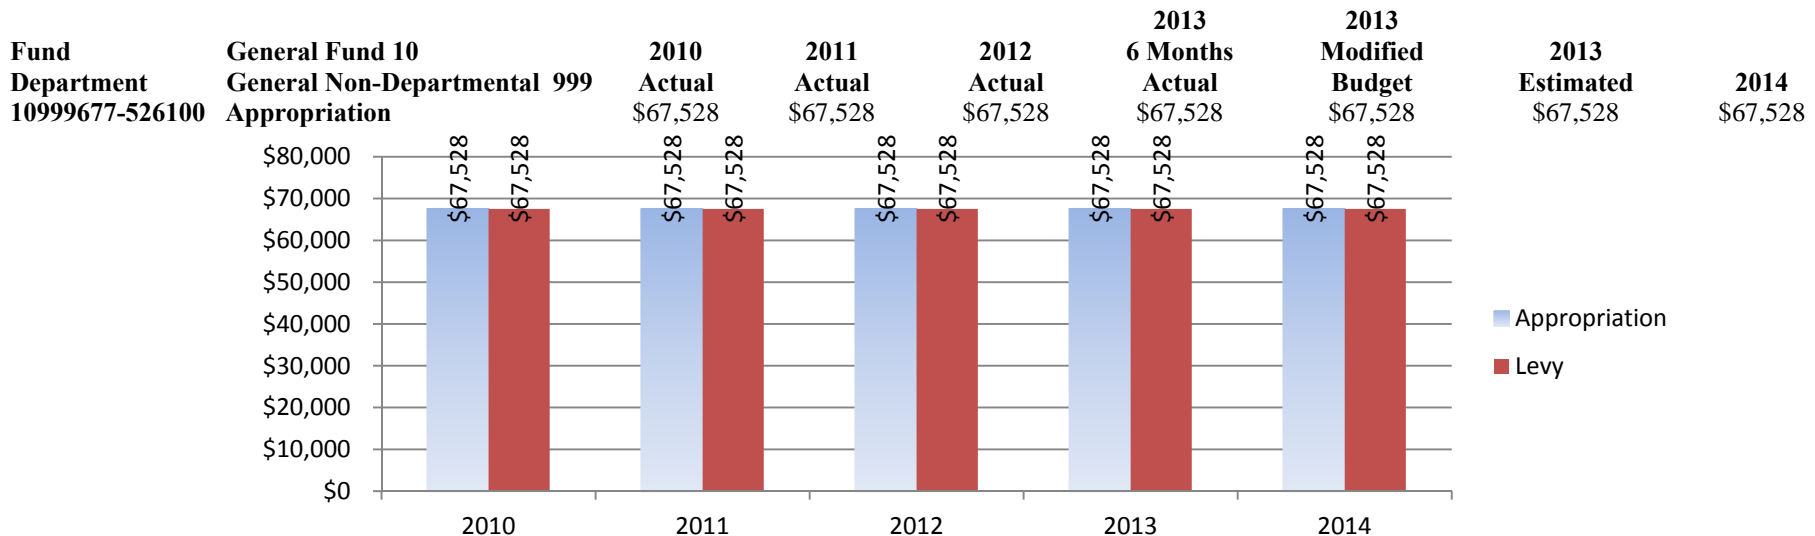 2013 2013
Fund General Fund 10 2010 2011 2012 6 Months Modified 2013
Department General Non-Departmental 999 Actual Actual Actual Actual Budget Estimated 2014
10999677-526100 Appropriation $67,528 $67,528 $67,528 $67,528 $67,528 $67,528 $67,528
$67,528 $67,528 $67,528 $67,528 $67,528 $67,528 $67,528 $67,528 $67,528 $67,528
$80,000
$70,000
$60,000
$50,000
$40,000
$30,000
$20,000
$10,000
$0
Appropriation
Levy
2010 2011 2012 2013 2014